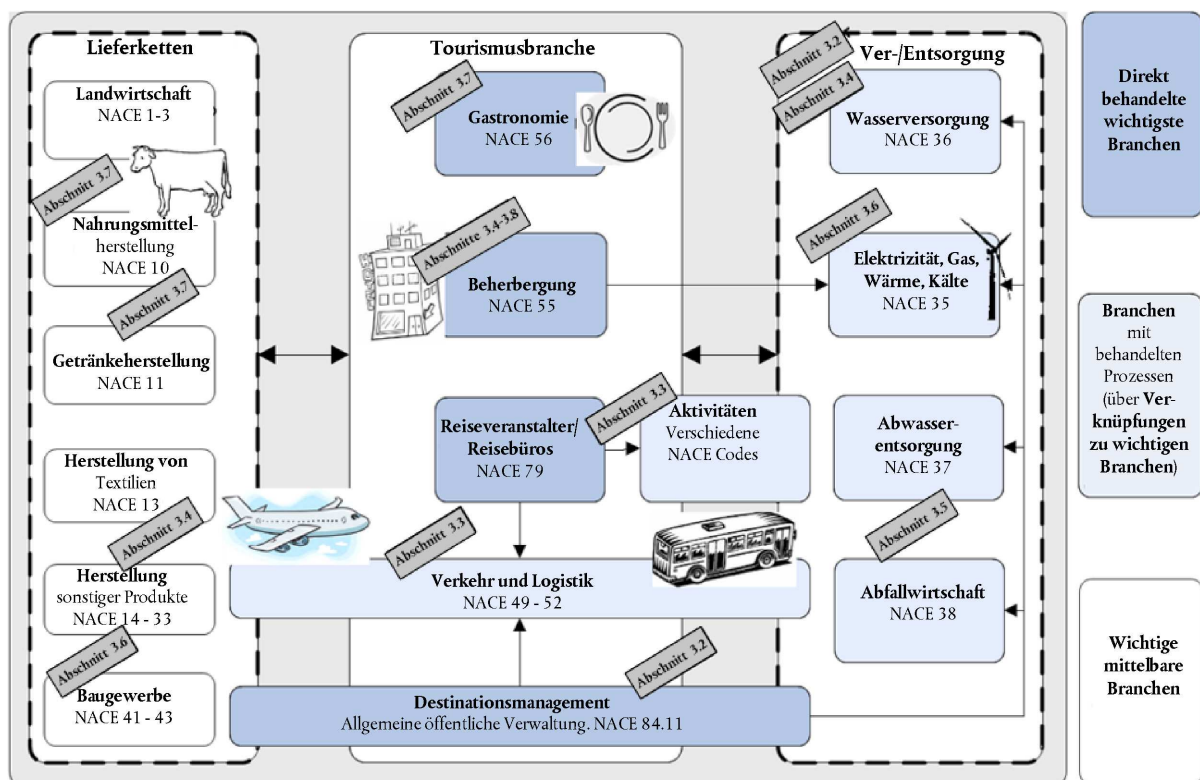 Lieferketten
Landwirtschaft
NACE 1-3
Abschnitt 3.7
Nahrungsmittel-
herstellung
NACE 10
Abschnitt 3.7
Getränkeherstellung
NACE 11
Herstellung von
Textilien
NACE 13
Abschnitt 3.4
Herstellung
sonstiger Produkte
NACE 14 - 33
Abschnitt 3.6
Baugewerbe
NACE 41 - 43
Tourismusbranche
Abschnitt 3.7
Gastronomie
NACE 56
Abschnitte 3.4-3.8
Beherbergung
NACE 55
Reiseveranstalter/
Reisebüros
NACE 79
Abschnitt 3.3
Aktivitäten
Verschiedene
NACE Codes
Abschnitt 3.3
Verkehr und Logistik
NACE 49 - 52
Abschnitt 3.2
Destinationsmanagement
Allgemeine öffentliche Verwaltung. NACE 84.11
Ver-/Entsorgung
Abschnitt 3.2
Abschnitt 3.4
Wasserversorgung
NACE 36
Abschnitt 3.6
Elektrizität, Gas,
Wärme, Kälte
NACE 35
Abwasser-
entsorgung
NACE 37
Abschnitt 3.5
Abfallwirtschaft
NACE 38
Direkt
behandelte
wichtigste
Branchen
Branchen
mit
behandelten
Prozessen
(über Ver-
knüpfungen
zu wichtigen
Branchen)
Wichtige
mittelbare
Branchen